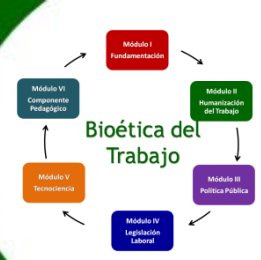 Módulo I
Fundamentación
Módulo II
Humanización
del Trabajo
Módulo III
Política Pública
Módulo IV
Legislación
Laboral
Módulo V
Tecnociencia
Módulo VI
Componente
Pedagógico
Bioética del
Trabajo